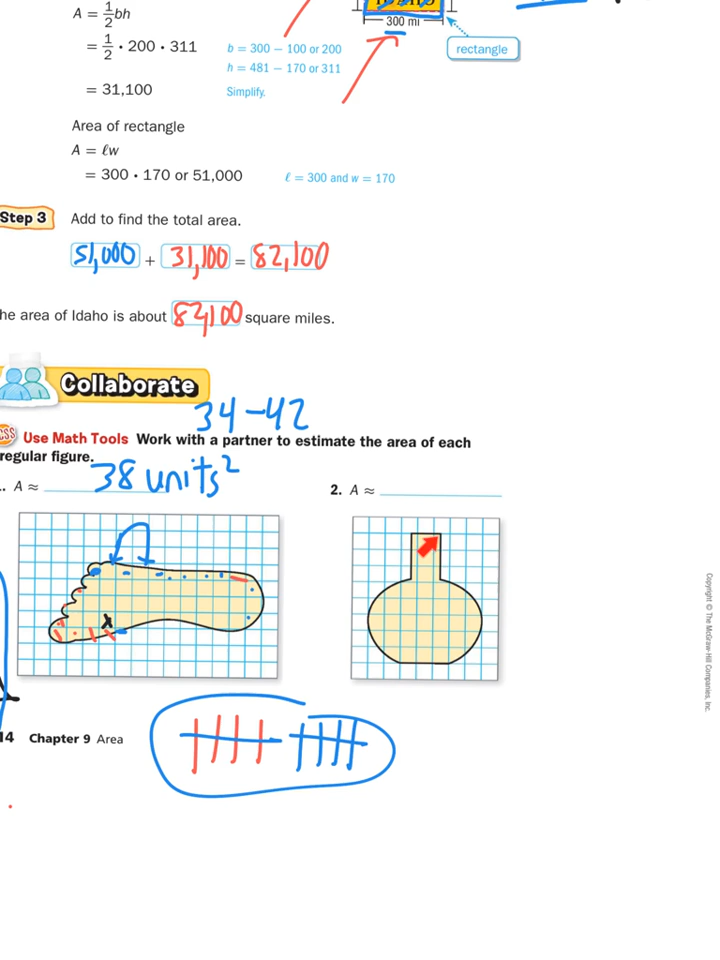 A = 1/2 bh
300 mi
= 1/2 • 200 • 311
b = 300 − 100 or 200
rectangle
h = 481 − 170 or 311
= 31,100
Simplify.
Area of rectangle
A = ℓw
= 300 • 170 or 51,000
ℓ = 300 and w = 170
Step 3 Add to find the total area.
51,000 + 31,100 = 82,100
he area of Idaho is about 82,100 square miles.
Collaborate
34-42
CSS Use Math Tools Work with a partner to estimate the area of each
regular figure.
. A ≈ 38 units²
2. A ≈
x
Copyright © The McGraw-Hill Companies, Inc.
14 Chapter 9 Area